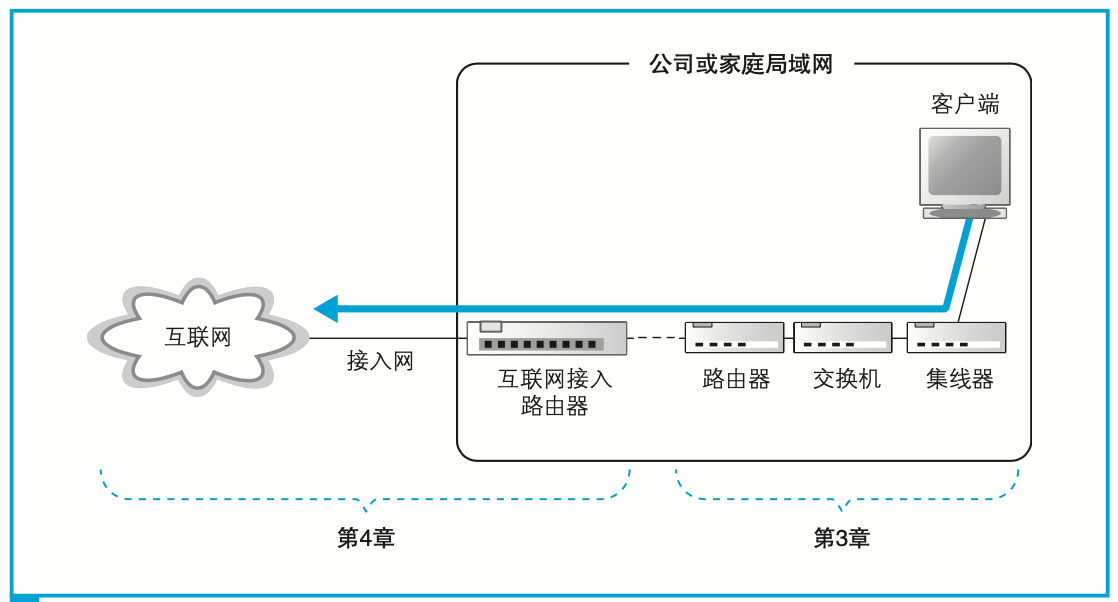 公司或家庭局域网
客户端
互联网
接入网
互联网接入
路由器
路由器
交换机
集线器
第4章
第3章